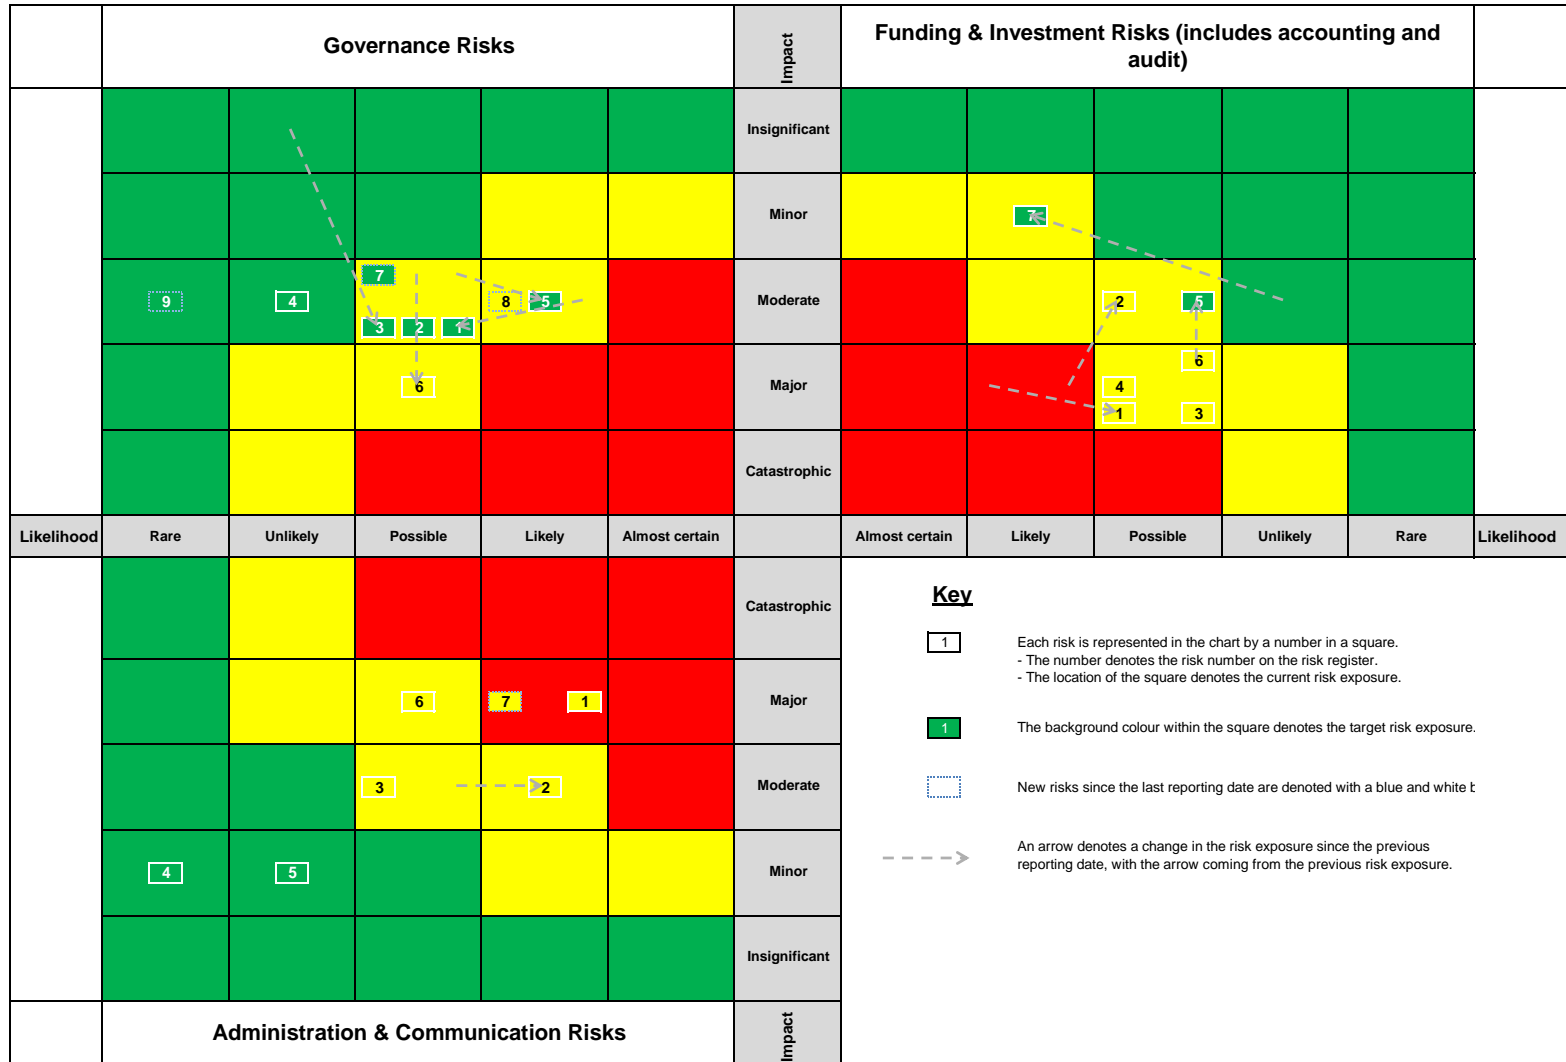 Governance Risks
Impact
Funding & Investment Risks (includes accounting and
audit)
Insignificant
Minor
7
Moderate
7
9
4
8
5
3
2
1
2
5
Major
6
6
4
1
3
Catastrophic
Likelihood
Rare
Unlikely
Possible
Likely
Almost certain
Almost certain
Likely
Possible
Unlikely
Rare
Likelihood
Catastrophic
Major
6
7
1
Moderate
3
2
Minor
4
5
Insignificant
Administration & Communication Risks
Impact
Key
1
Each risk is represented in the chart by a number in a square.
- The number denotes the risk number on the risk register.
- The location of the square denotes the current risk exposure.
1
The background colour within the square denotes the target risk exposure.
New risks since the last reporting date are denoted with a blue and white
An arrow denotes a change in the risk exposure since the previous
reporting date, with the arrow coming from the previous risk exposure.